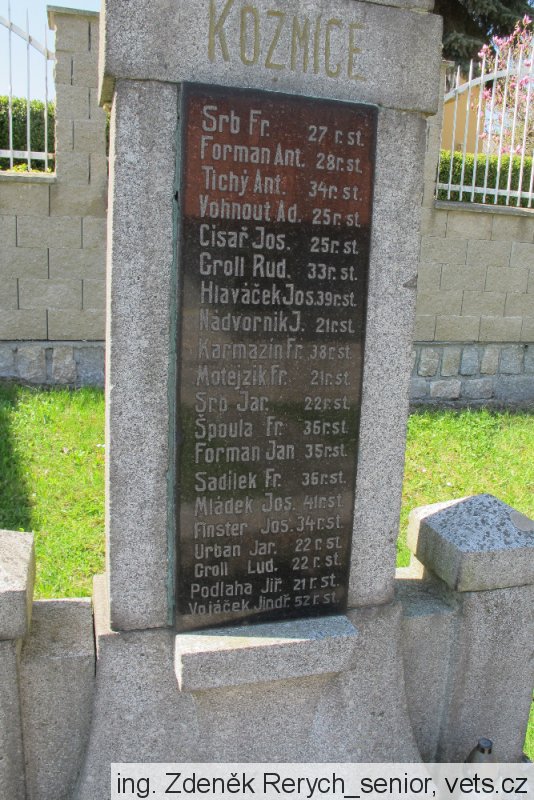 KOZMICE
Srb Fr. 27 r. st.
Forman Ant. 28r. st.
Tichý Ant. 34r. st.
Vohnout Ad. 25r. st.
Císař Jos. 25r. st.
Groll Rud. 33r. st.
Hlaváček Jos. 39r. st.
Nádvorník J. 21r. st.
Karmazín Fr. 38r. st.
Motejzík Fr. 21r. st.
Srb Jar. 22r. st.
Špoula Fr. 36r. st.
Forman Jan 35r. st.
Sadílek Fr. 36r. st.
Mládek Jos. 41r. st.
Finster Jos. 34r. st.
Urban Jar. 22 r. st.
Groll Lud. 22 r. st.
Podlaha Jiř. 21 r. st.
Vojáček Jindř. 52 r. st.
ing. Zdeněk Rerych_senior, vets.cz